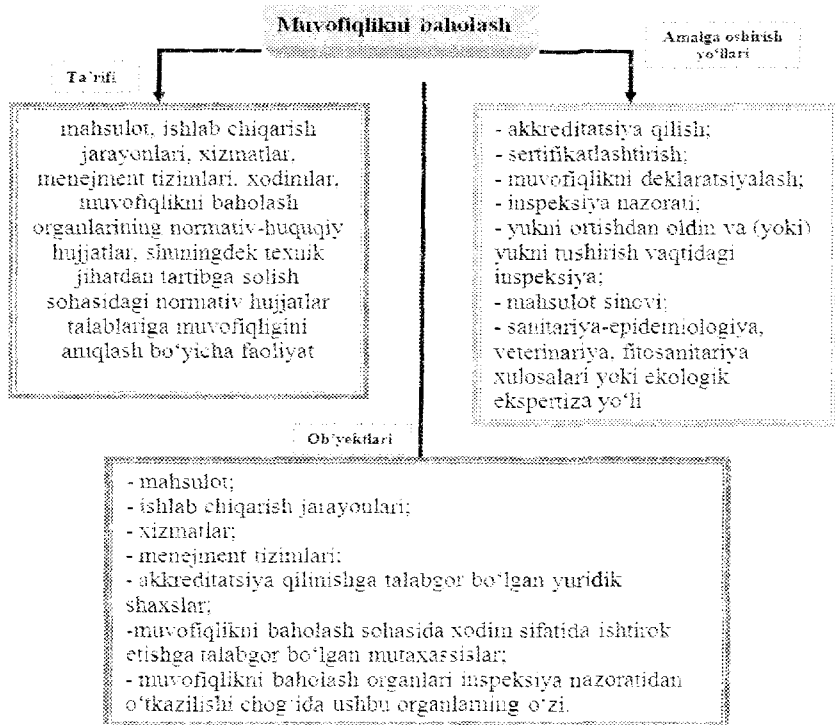 Muvofiqlikni baholash
Amalga oshirish
yo'llari
Ta'rifi
mahsulot, ishlab chiqarish
jarayonlari, xizmatlar,
menejment tizimlari, xodimlar,
muvofiqlikni baholash
organlarining normativ-huquqiy
hujjatlar, shuningdek texnik
jihatdan tartibga solish
sohasidagi normativ hujjatlar
talablariga muvofiqligini
aniqlash bo'yicha faoliyat
- akkreditatsiya qilish;
- sertifikatlashtirish;
- muvofiqlikni deklaratsiyalash;
- inspeksiya nazorati;
- yukni ortishdan oldin va (yoki)
yukni tushirish vaqtidagi
inspeksiya;
- mahsulot sinovi;
- sanitariya-epidemiologiya,
veterinariya, fitosanitariya
xulosalari yoki ekologik
ekspertiza yo'li
Ob'yektlari
- mahsulot;
- ishlab chiqarish jarayonlari;
- xizmatlar;
- menejment tizimlari;
- akkreditatsiya qilinishga talabgor bo'lgan yuridik
shaxslar;
-muvofiqlikni baholash sohasida xodim sifatida ishtirok
etishga talabgor bo'lgan mutaxassislar;
- muvofiqlikni baholash organlari inspeksiya nazoratidan
o'tkazilishi chog'ida ushbu organlarning o'zi.